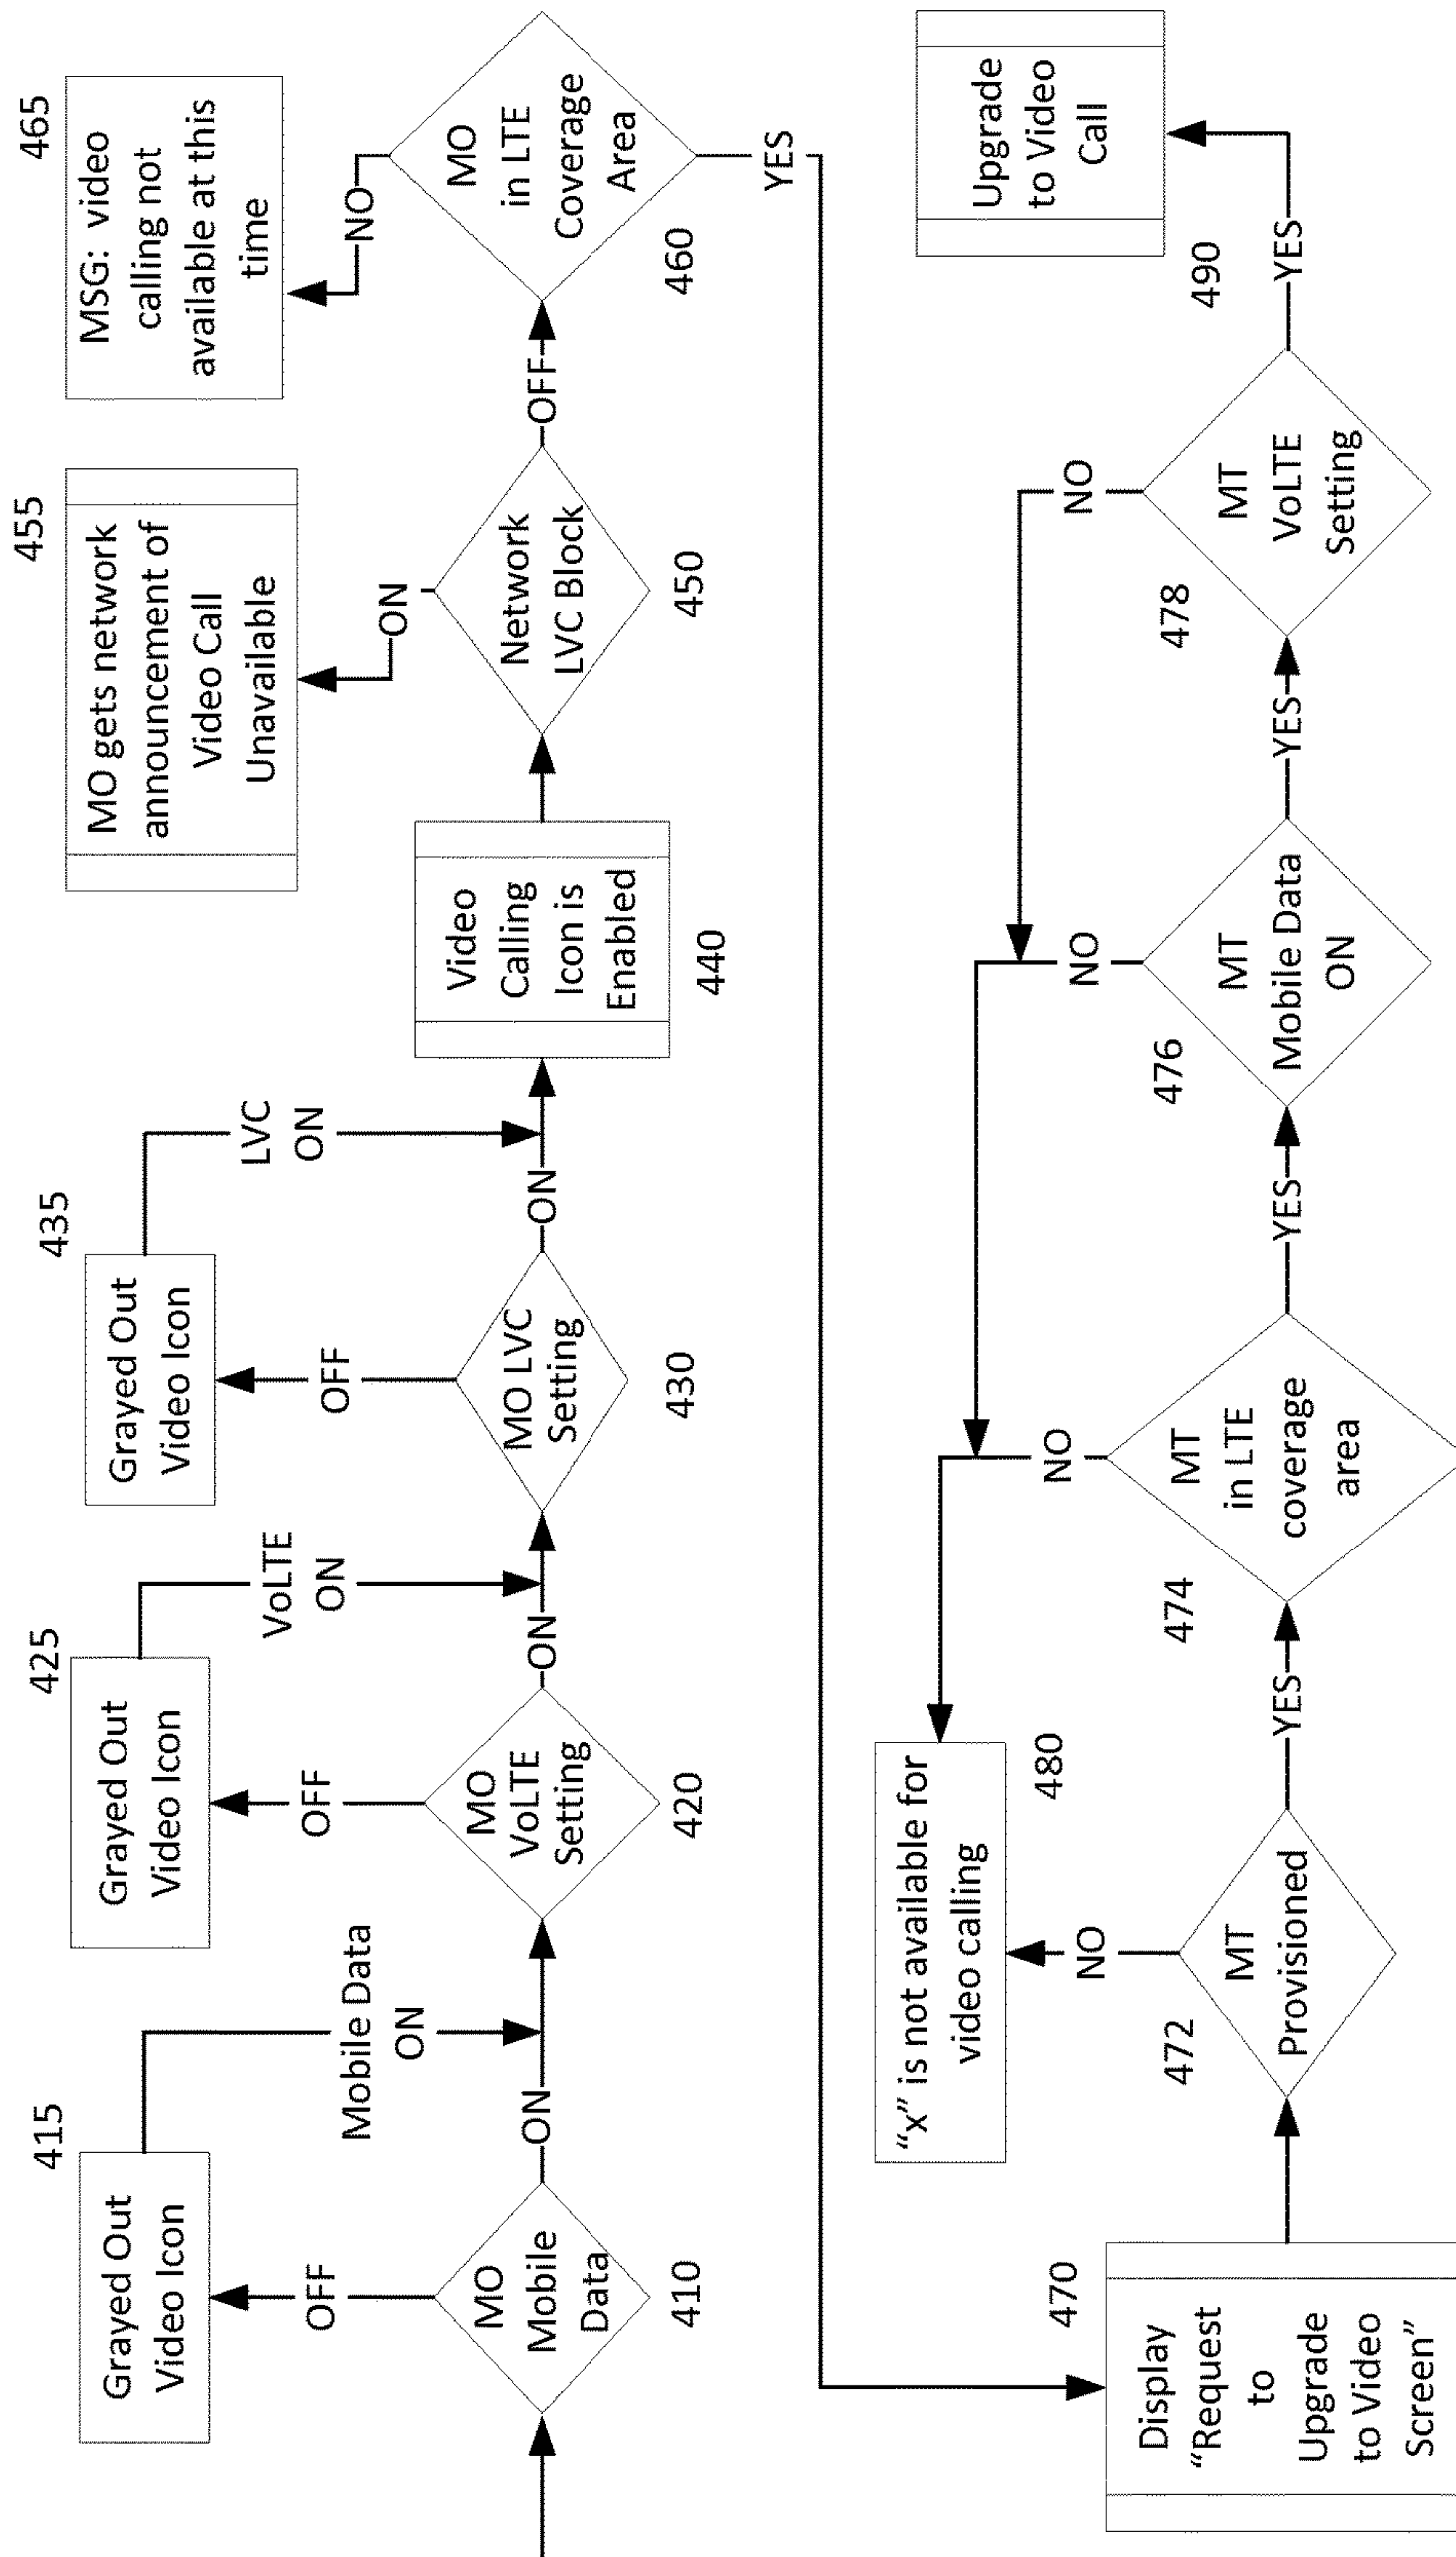 415
Grayed Out
Video Icon
OFF
Mobile Data
ON
MO
Mobile
Data
410
ON
425
Grayed Out
Video Icon
OFF
VoLTE
ON
MO
VoLTE
Setting
420
ON
435
Grayed Out
Video Icon
OFF
LVC
ON
MO LVC
Setting
430
ON
Video
Calling
Icon is
Enabled
440
455
MO gets network
announcement of
Video Call
Unavailable
ON
Network
LVC Block
450
OFF
465
MSG: video
calling not
available at this
time
NO
MO
in LTE
Coverage
Area
460
YES
470
Display
“Request
to
Upgrade
to Video
Screen”
472
MT
Provisioned
NO
480
“x” is not available for
video calling
YES
474
MT
in LTE
coverage
area
NO
YES
476
MT
Mobile Data
ON
NO
YES
478
MT
VoLTE
Setting
NO
YES
490
Upgrade
to Video
Call